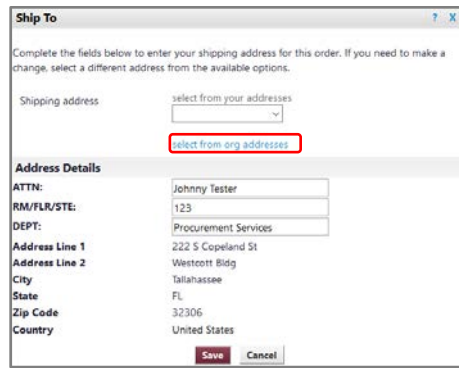 Ship To ? X
Complete the fields below to enter your shipping address for this order. If you need to make a
change, select a different address from the available options.
Shipping address select from your addresses
select from org addresses
Address Details
ATTN: Johnny Tester
RM/FLR/STE: 123
DEPT: Procurement Services
Address Line 1 222 S Copeland St
Address Line 2 Westcott Bldg
City Tallahassee
State FL
Zip Code 32306
Country United States
Save Cancel